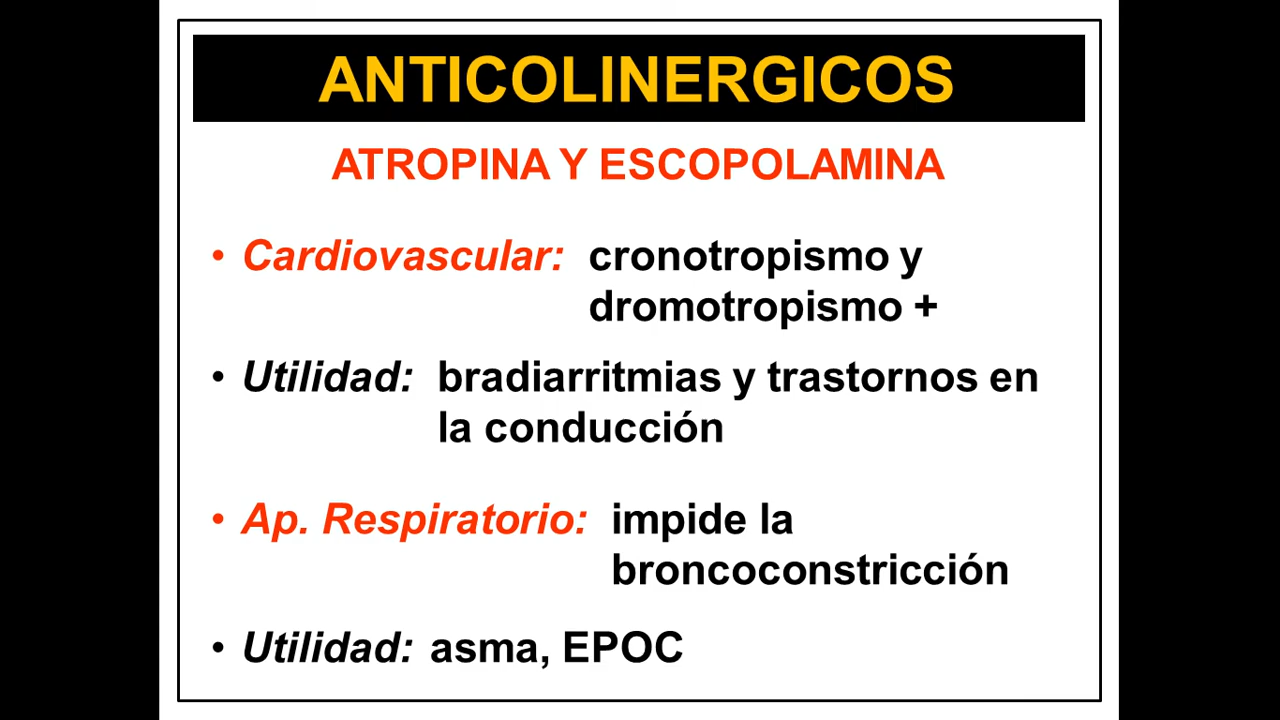 ANTICOLINERGICOS
ATROPINA Y ESCOPOLAMINA
• Cardiovascular: cronotropismo y
dromotropismo +
• Utilidad: bradiarritmias y trastornos en
la conducción
• Ap. Respiratorio: impide la
broncoconstricción
• Utilidad: asma, EPOC